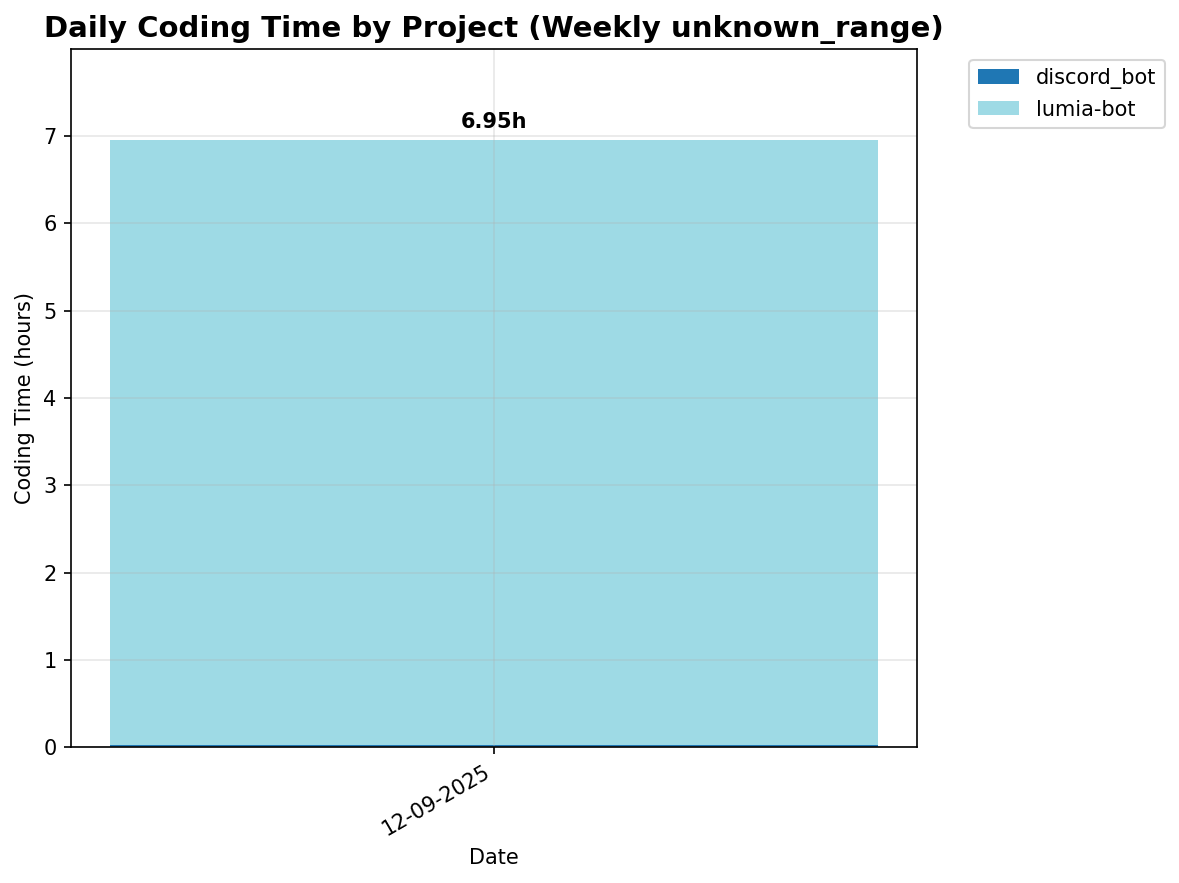 Daily Coding Time by Project (Weekly unknown_range)
discord_bot
lumia-bot
6.95h
7
6
5
4
3
2
1
0
Coding Time (hours)
12-09-2025
Date